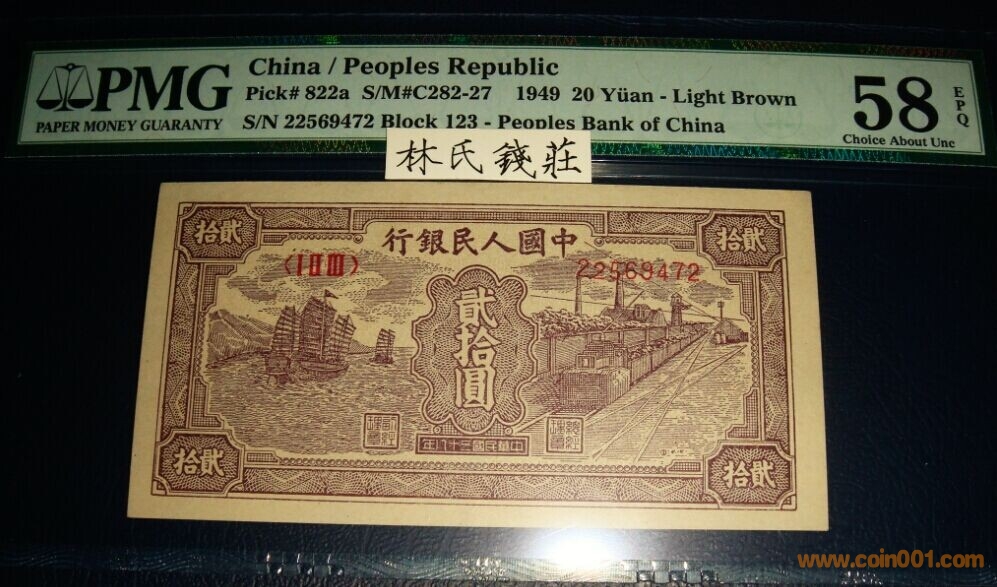 PMG
PAPER MONEY GUARANTY
China / Peoples Republic
Pick# 822a S/M#C282-27 1949 20 Yüan - Light Brown
S/N 22569472 Block 123 - Peoples Bank of China
58
EPQ
Choice About Unc
林氏錢莊
貳拾
貳拾
中國人民銀行
(I II III)
22569472
貳拾圓
中華民國三十八年
貳拾
貳拾
www.coin001.com